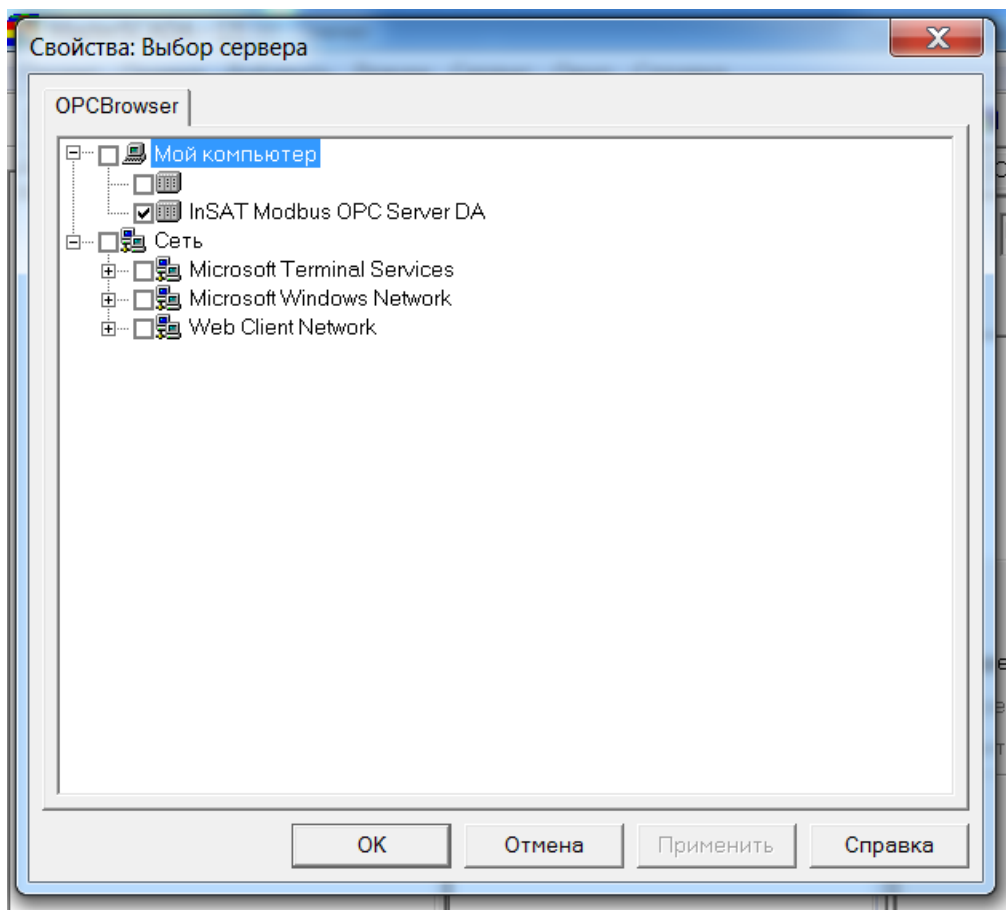 Свойства: Выбор сервера
OPCBrowser
Мой компьютер
InSAT Modbus OPC Server DA
Сеть
Microsoft Terminal Services
Microsoft Windows Network
Web Client Network
OK
Отмена
Применить
Справка